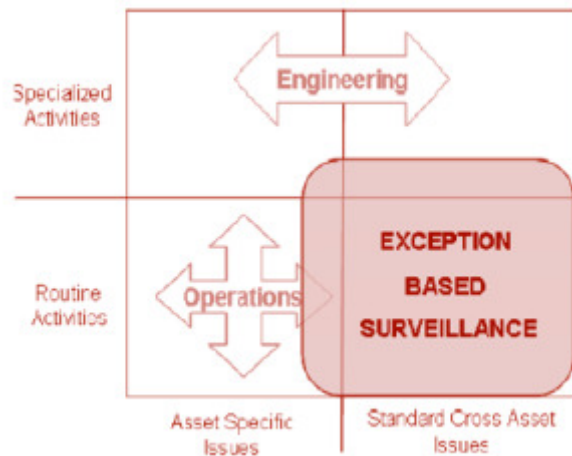 Specialized
Activities
Engineering
EXCEPTION
BASED
SURVEILLANCE
Operations
Routine
Activities
Asset Specific
Issues
Standard Cross Asset
Issues